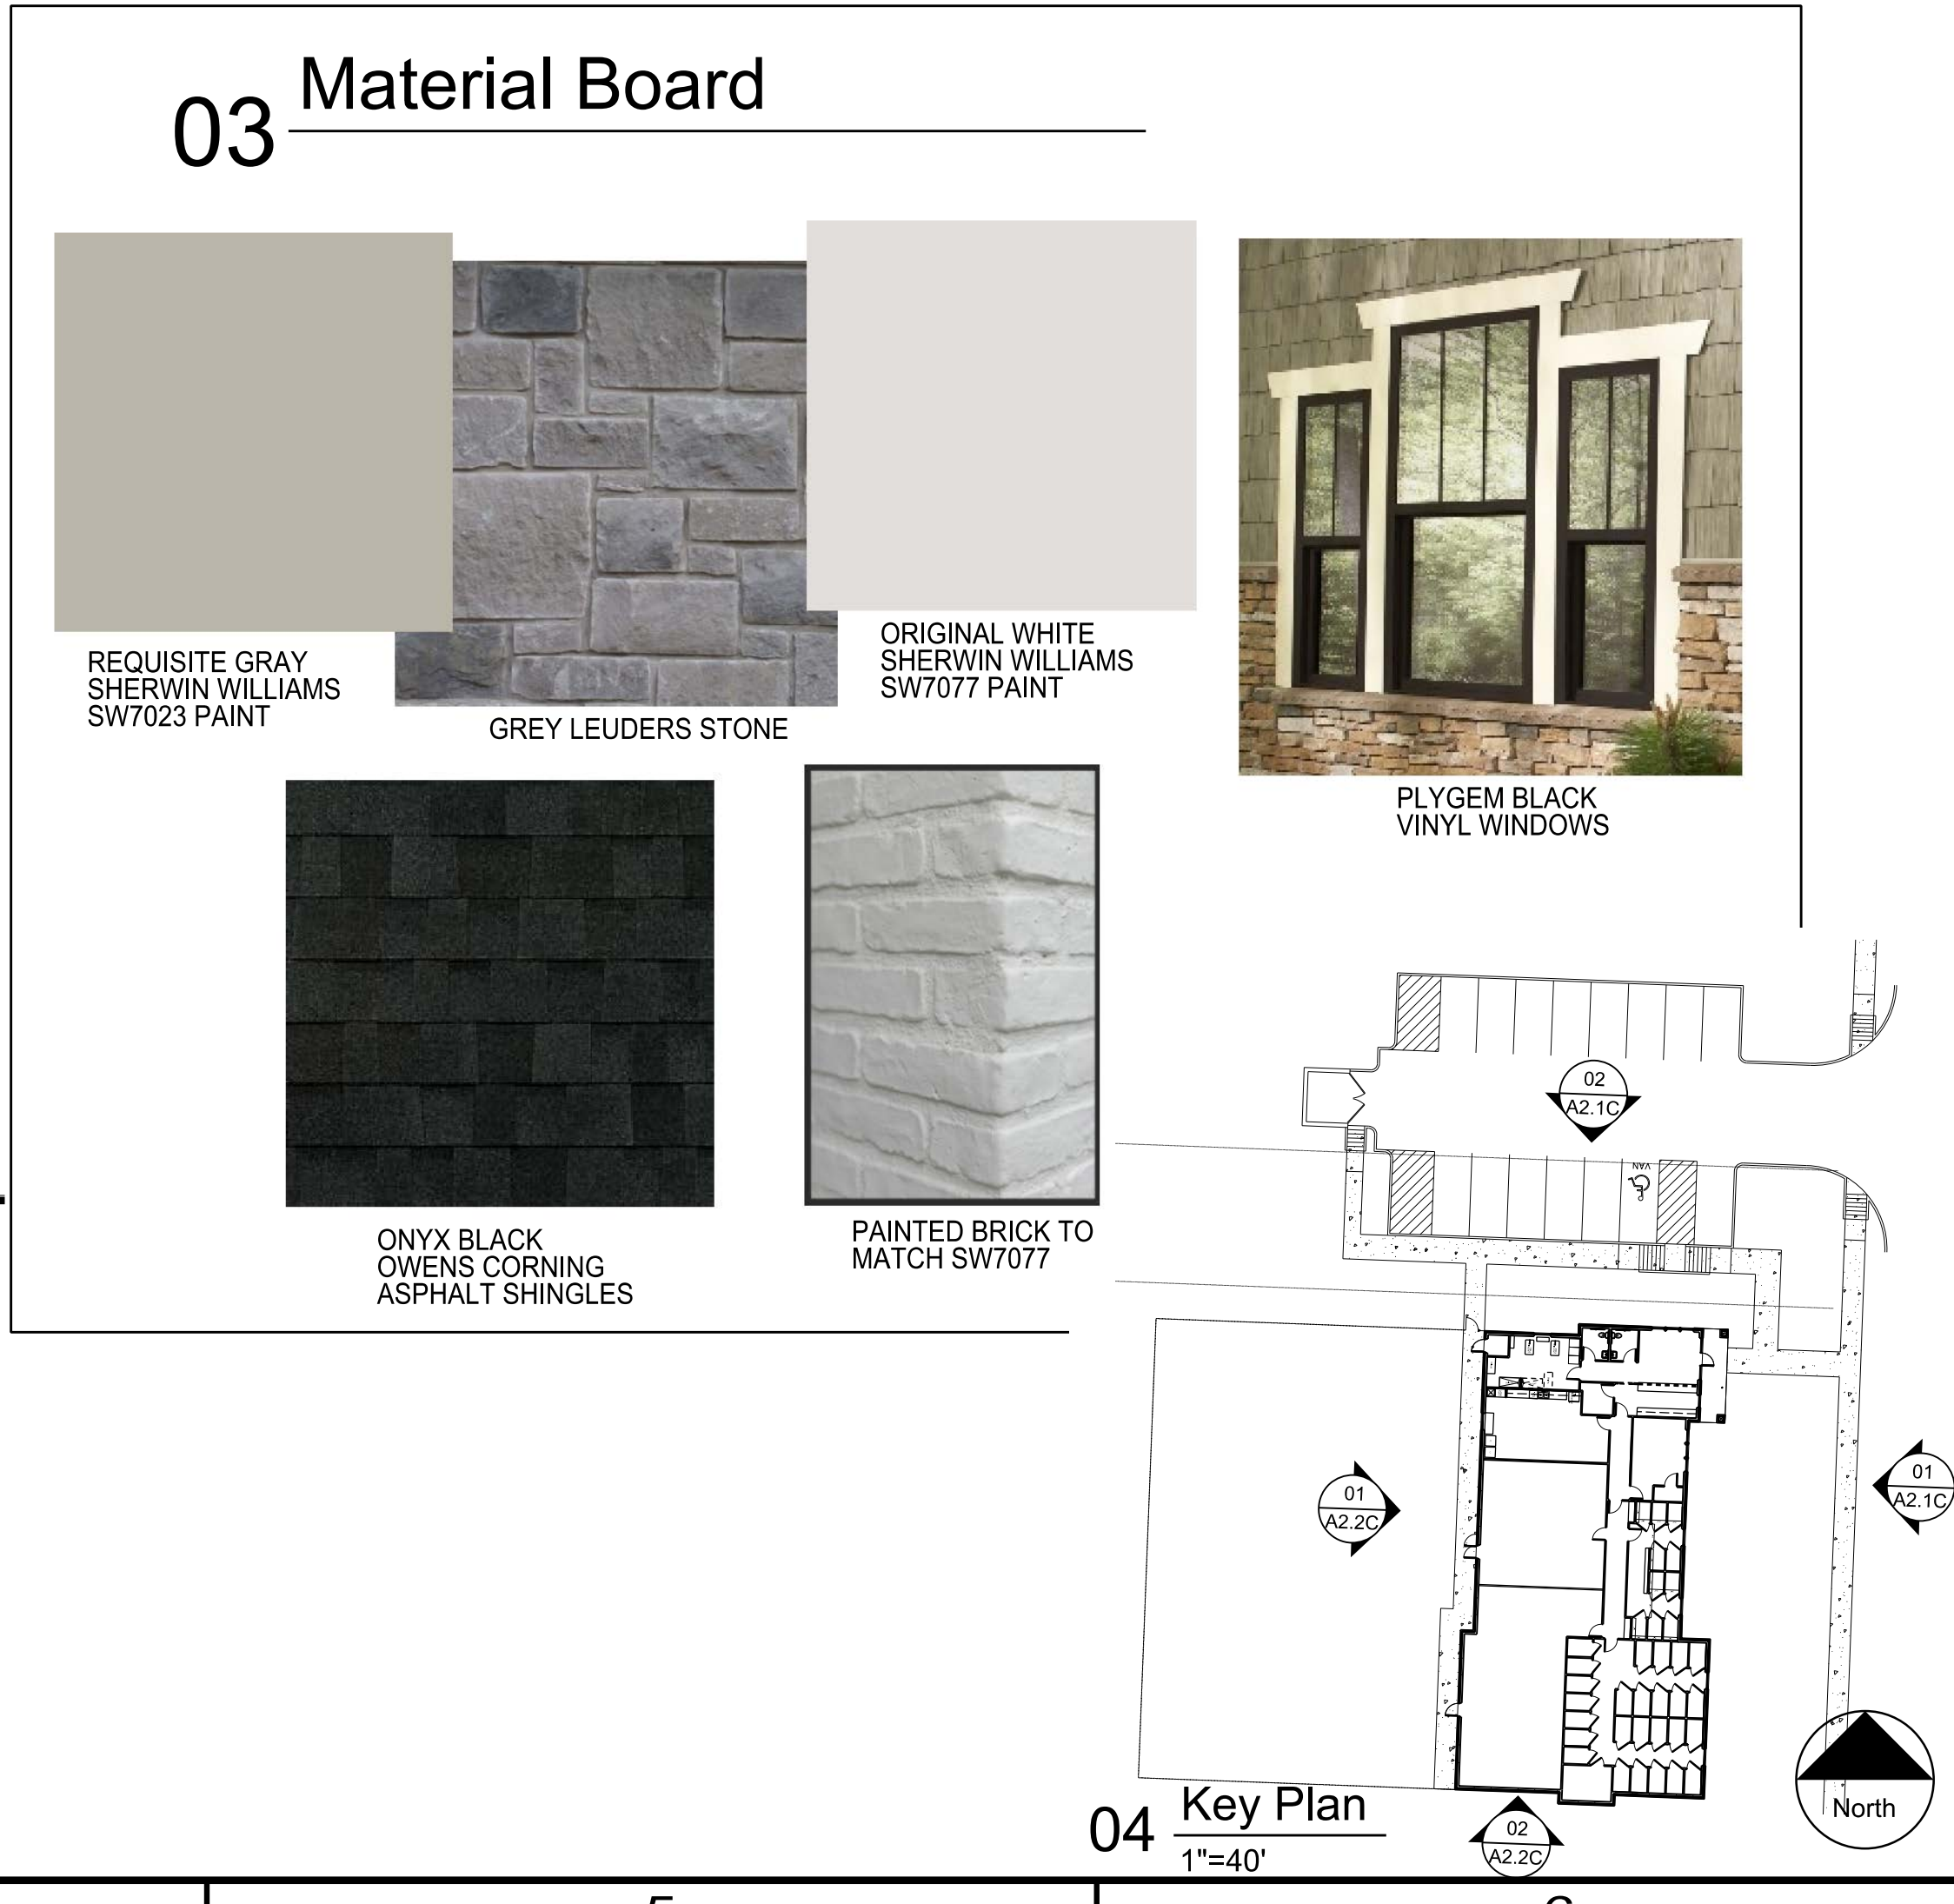 03 Material Board
REQUISITE GRAY
SHERWIN WILLIAMS
SW7023 PAINT
GREY LEUDERS STONE
ORIGINAL WHITE
SHERWIN WILLIAMS
SW7077 PAINT
PLYGEM BLACK
VINYL WINDOWS
ONYX BLACK
OWENS CORNING
ASPHALT SHINGLES
PAINTED BRICK TO
MATCH SW7077
02
A2.1C
VAN
01
A2.2C
01
A2.1C
04 Key Plan
1"=40'
02
A2.2C
North